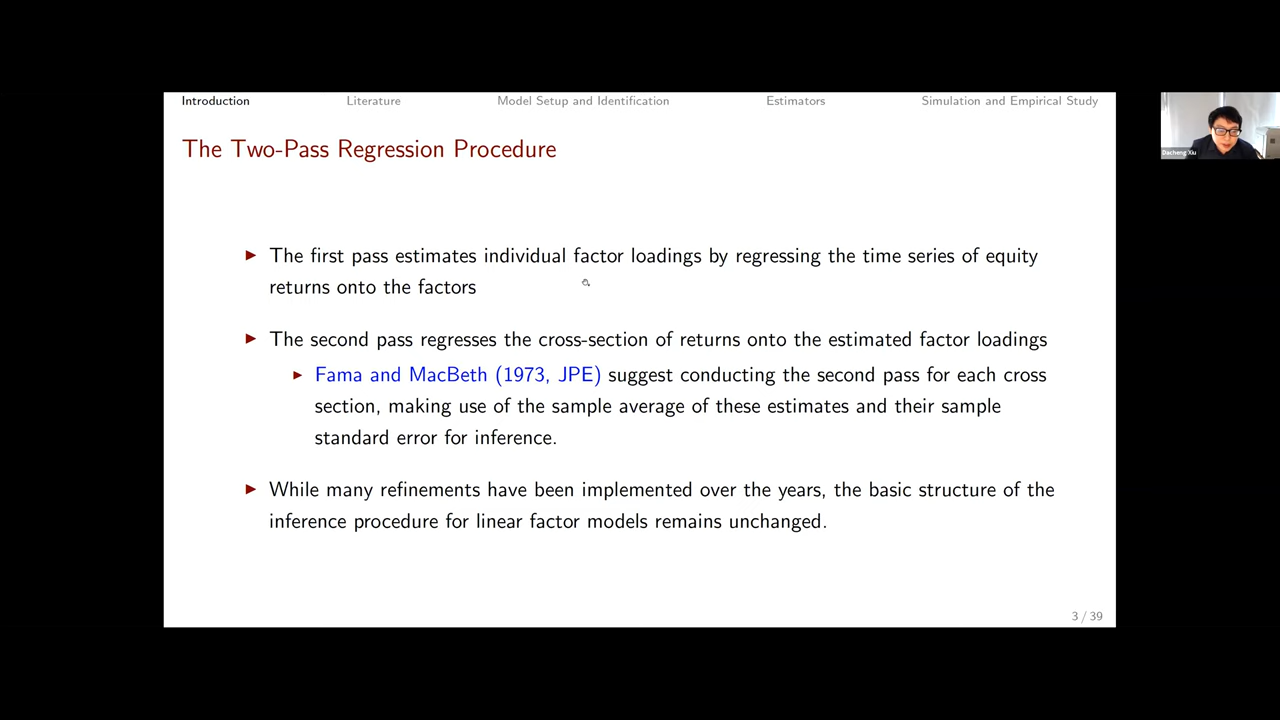 Introduction Literature Model Setup and Identification Estimators Simulation and Empirical Study
The Two-Pass Regression Procedure
Dacheng Xiu
The first pass estimates individual factor loadings by regressing the time series of equity
returns onto the factors
The second pass regresses the cross-section of returns onto the estimated factor loadings
Fama and MacBeth (1973, JPE) suggest conducting the second pass for each cross
section, making use of the sample average of these estimates and their sample
standard error for inference.
While many refinements have been implemented over the years, the basic structure of the
inference procedure for linear factor models remains unchanged.
3 / 39